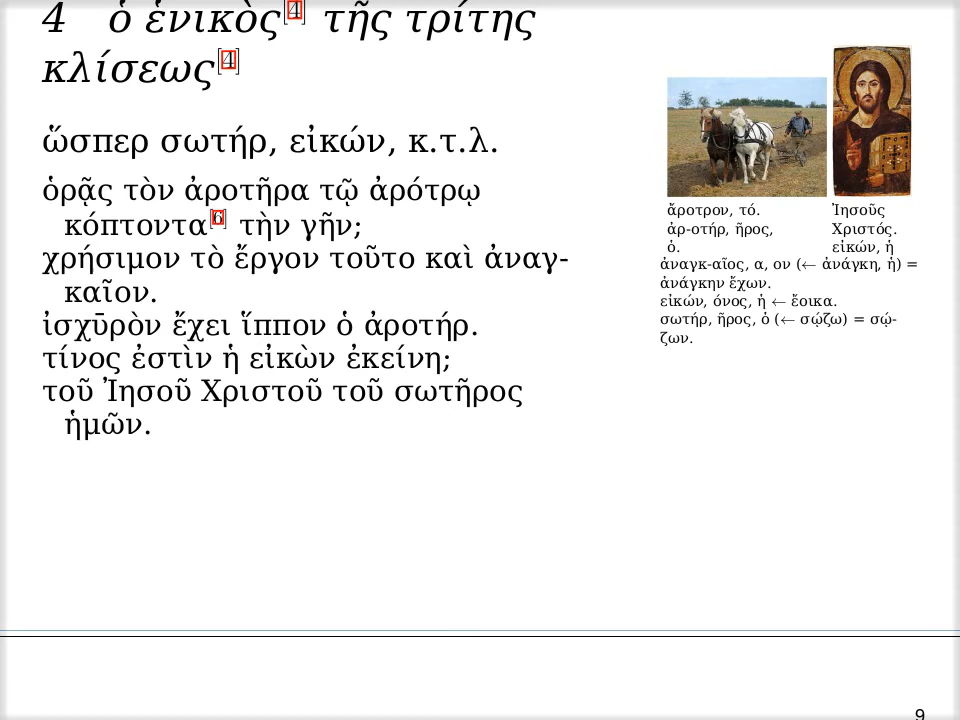 4 ὁ ἑνικὸς[4] τῆς τρίτης
κλίσεως[4]
ὥσπερ σωτήρ, εἰκών, κ.τ.λ.
ὁρᾷς τὸν ἀροτῆρα τῷ ἀρότρῳ
κόπτοντα[6] τὴν γῆν;
χρήσιμον τὸ ἔργον τοῦτο καὶ ἀναγ-
καῖον.
ἰσχῡρὸν ἔχει ἵππον ὁ ἀροτήρ.
τίνος ἐστὶν ἡ εἰκὼν ἐκείνη;
τοῦ Ἰησοῦ Χριστοῦ τοῦ σωτῆρος
ἡμῶν.
ἄροτρον, τό.
ἀρ-οτήρ, ῆρος,
ὁ.
Ἰησοῦς
Χριστός.
εἰκών, ἡ
ἀναγκ-αῖος, α, ον (← ἀνάγκη, ἡ) =
ἀνάγκην ἔχων.
εἰκών, όνος, ἡ ← ἔοικα.
σωτήρ, ῆρος, ὁ (← σῴζω) = σῴ-
ζων.
9